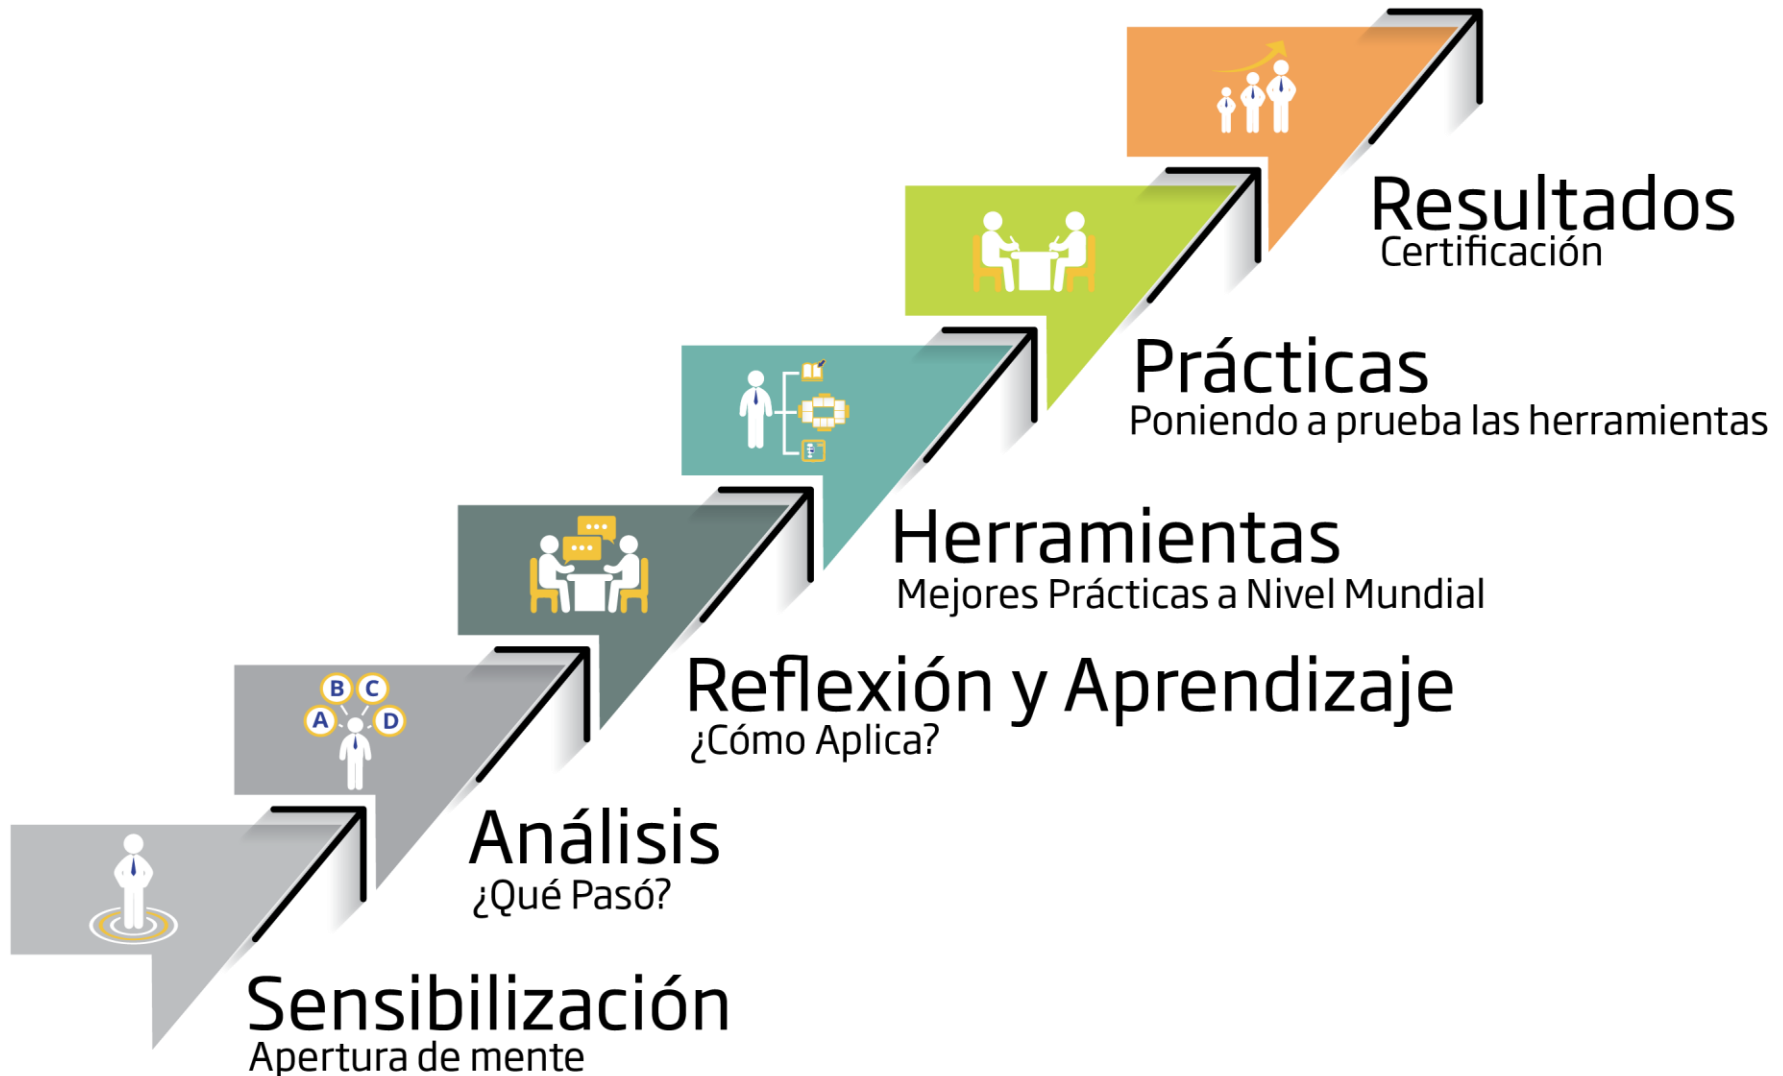 Resultados
Certificación
Prácticas
Poniendo a prueba las herramientas
Herramientas
Mejores Prácticas a Nivel Mundial
Reflexión y Aprendizaje
¿Cómo Aplica?
B C
A D
Análisis
¿Qué Pasó?
Sensibilización
Apertura de mente